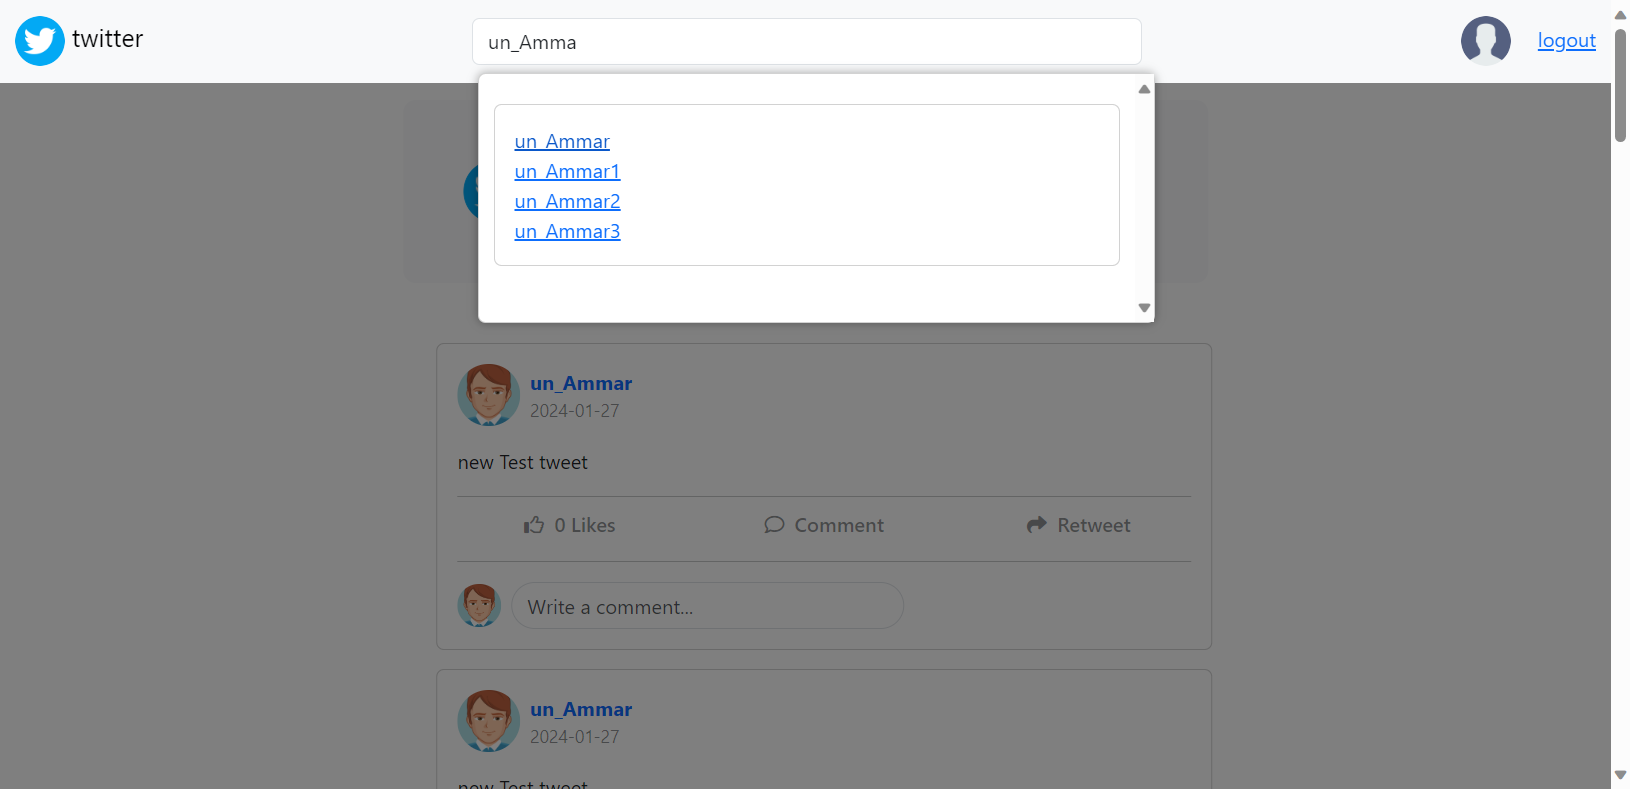 twitter
un_Amma
logout
un_Ammar
un_Ammar1
un_Ammar2
un_Ammar3
un_Ammar
2024-01-27
new Test tweet
0 Likes Comment Retweet
Write a comment...
un_Ammar
2024-01-27
new Test tweet